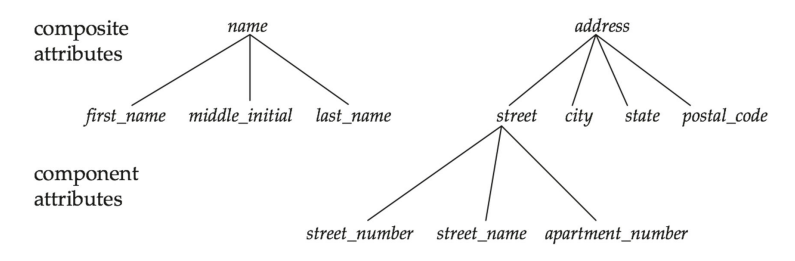 composite
attributes
name
address
first_name middle_initial last_name
street city state postal_code
component
attributes
street_number street_name apartment_number